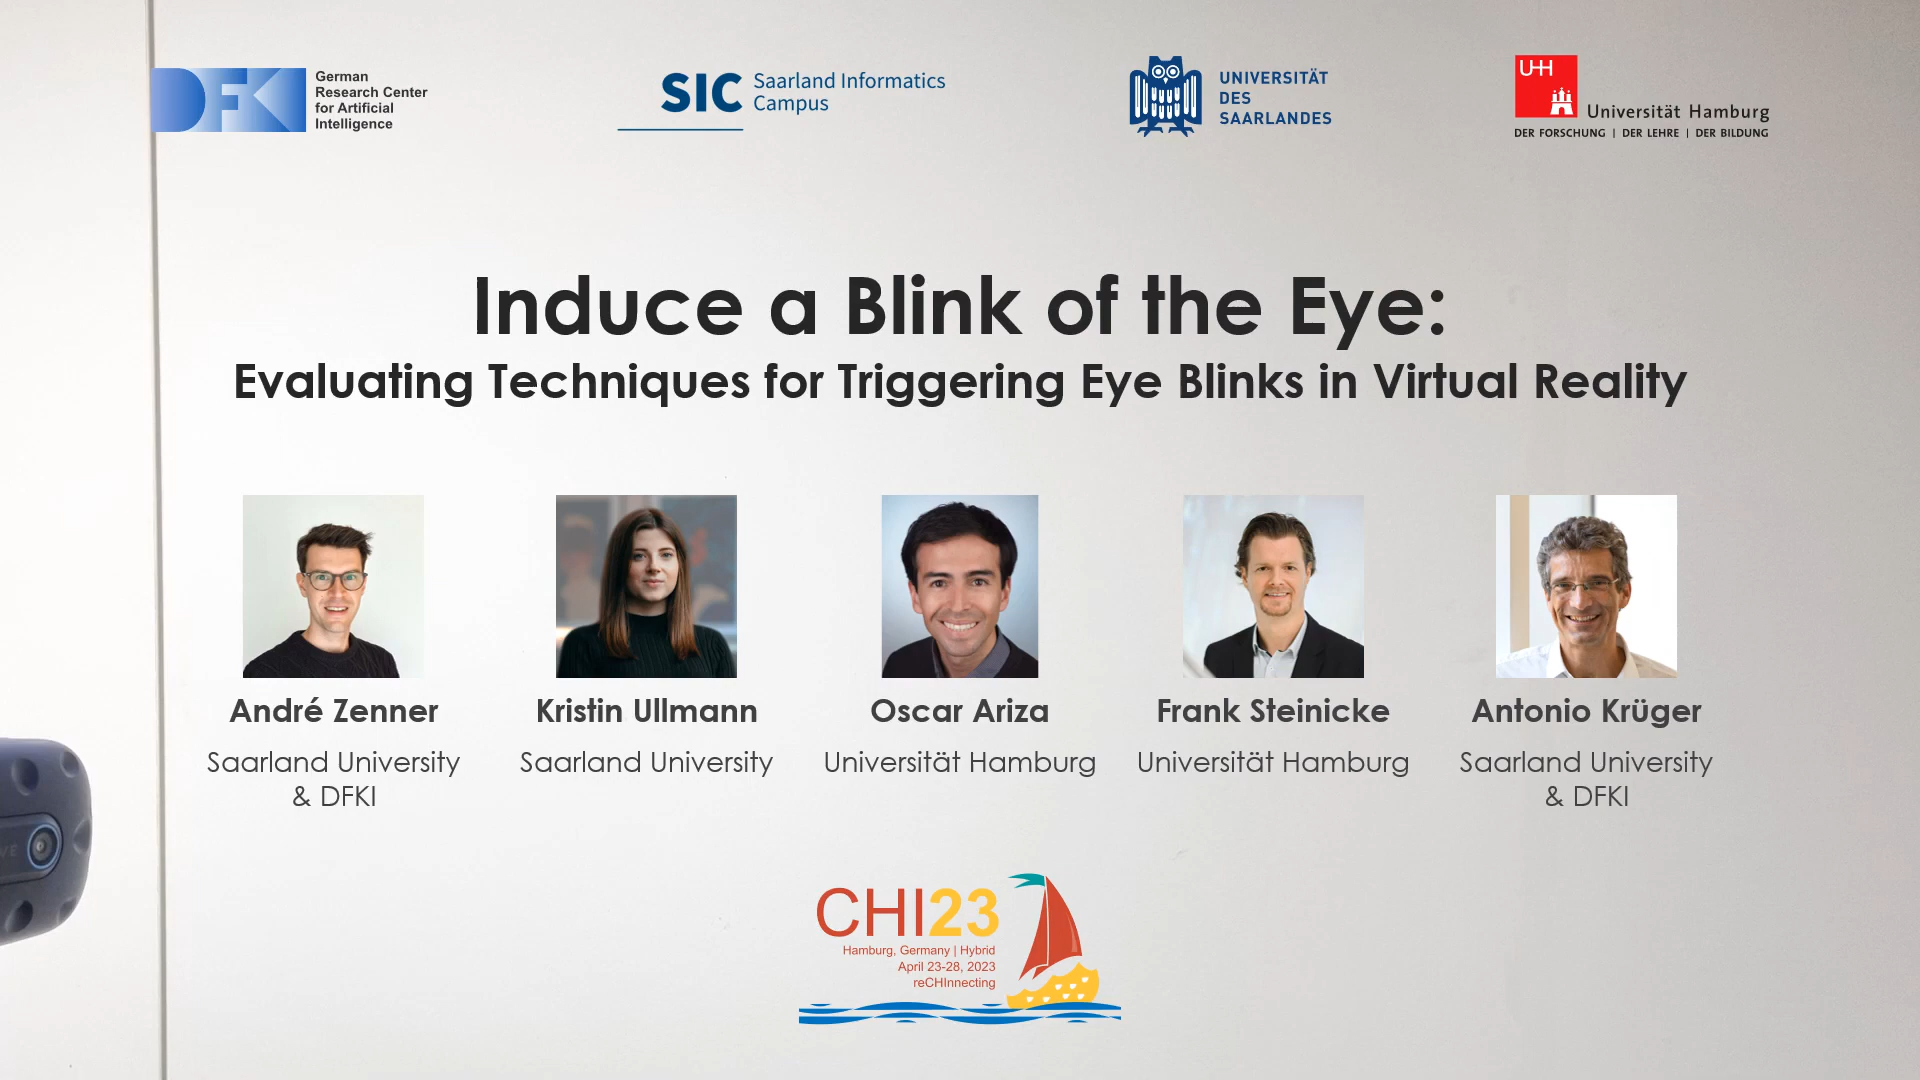 DFKI
German
Research Center
for Artificial
Intelligence
SIC Saarland Informatics
Campus
UNIVERSITÄT
DES
SAARLANDES
UHH
Universität Hamburg
DER FORSCHUNG | DER LEHRE | DER BILDUNG
Induce a Blink of the Eye:
Evaluating Techniques for Triggering Eye Blinks in Virtual Reality
André Zenner
Saarland University
& DFKI
Kristin Ullmann
Saarland University
Oscar Ariza
Universität Hamburg
Frank Steinicke
Universität Hamburg
Antonio Krüger
Saarland University
& DFKI
CHI23
Hamburg, Germany | Hybrid
April 23-28, 2023
reCHInnecting